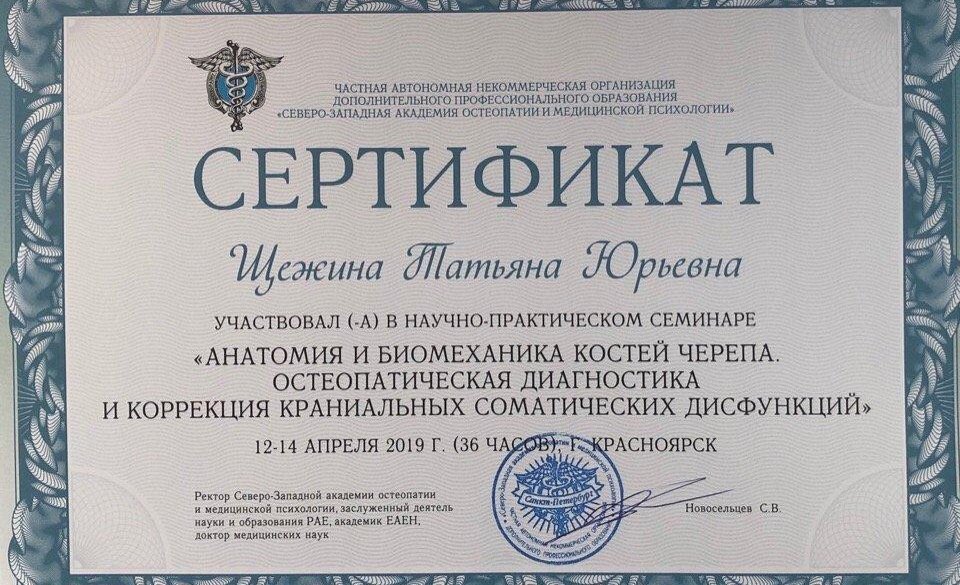 ЧАСТНАЯ АВТОНОМНАЯ НЕКОММЕРЧЕСКАЯ ОРГАНИЗАЦИЯ
ДОПОЛНИТЕЛЬНОГО ПРОФЕССИОНАЛЬНОГО ОБРАЗОВАНИЯ
«СЕВЕРО-ЗАПАДНАЯ АКАДЕМИЯ ОСТЕОПАТИИ И МЕДИЦИНСКОЙ ПСИХОЛОГИИ»
СЕРТИФИКАТ
Щежина Татьяна Юрьевна
УЧАСТВОВАЛ (-А) В НАУЧНО-ПРАКТИЧЕСКОМ СЕМИНАРЕ
«АНАТОМИЯ И БИОМЕХАНИКА КОСТЕЙ ЧЕРЕПА.
ОСТЕОПАТИЧЕСКАЯ ДИАГНОСТИКА
И КОРРЕКЦИЯ КРАНИАЛЬНЫХ СОМАТИЧЕСКИХ ДИСФУНКЦИЙ»
12-14 АПРЕЛЯ 2019 Г. (36 ЧАСОВ), Г. КРАСНОЯРСК
Ректор Северо-Западной академии остеопатии
и медицинской психологии, заслуженный деятель
науки и образования РАЕ, академик ЕАЕН,
доктор медицинских наук
Санкт-Петербург
Новосельцев С.В.